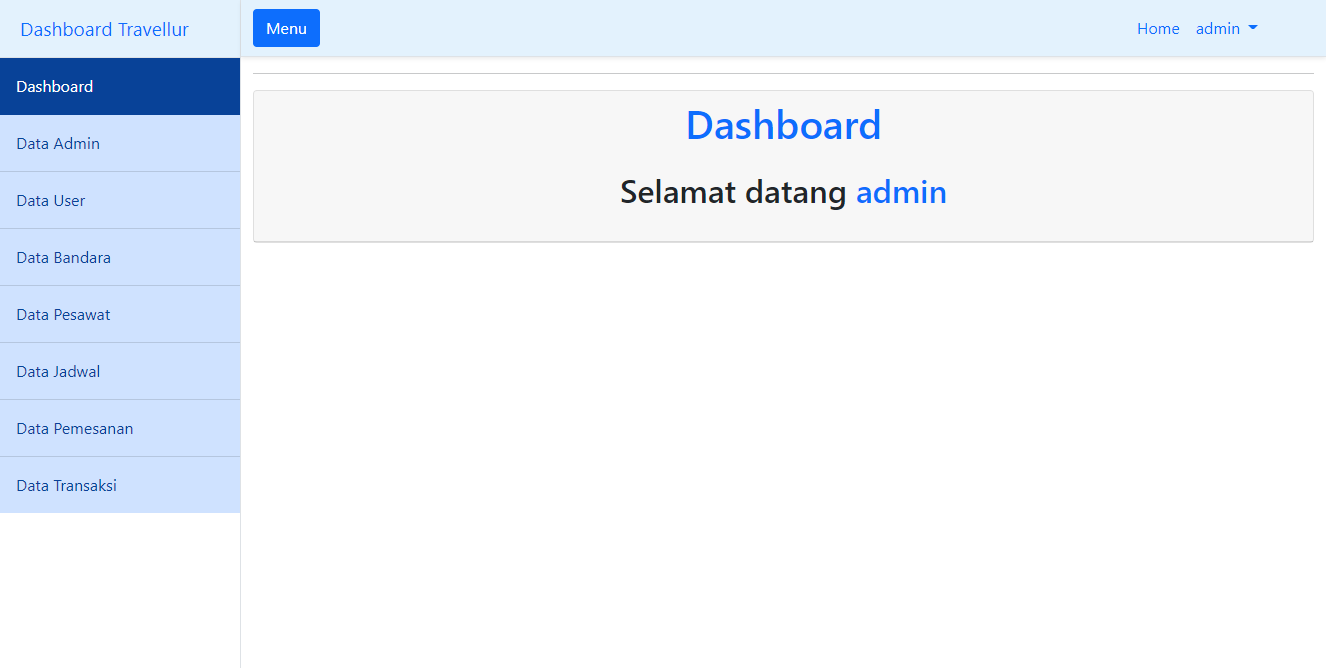 Dashboard Travellur
Menu
Home
admin
Dashboard
Data Admin
Data User
Data Bandara
Data Pesawat
Data Jadwal
Data Pemesanan
Data Transaksi
Dashboard
Selamat datang admin